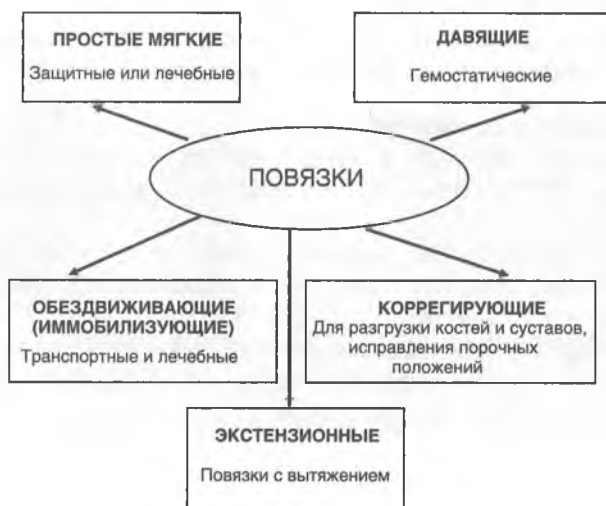 ПРОСТЫЕ МЯГКИЕ
Защитные или лечебные
ДАВЯЩИЕ
Гемостатические
ПОВЯЗКИ
ОБЕЗДВИЖИВАЮЩИЕ
(ИММОБИЛИЗУЮЩИЕ)
Транспортные и лечебные
КОРРЕГИРУЮЩИЕ
Для разгрузки костей и суставов,
исправления порочных
положений
ЭКСТЕНЗИОННЫЕ
Повязки с вытяжением